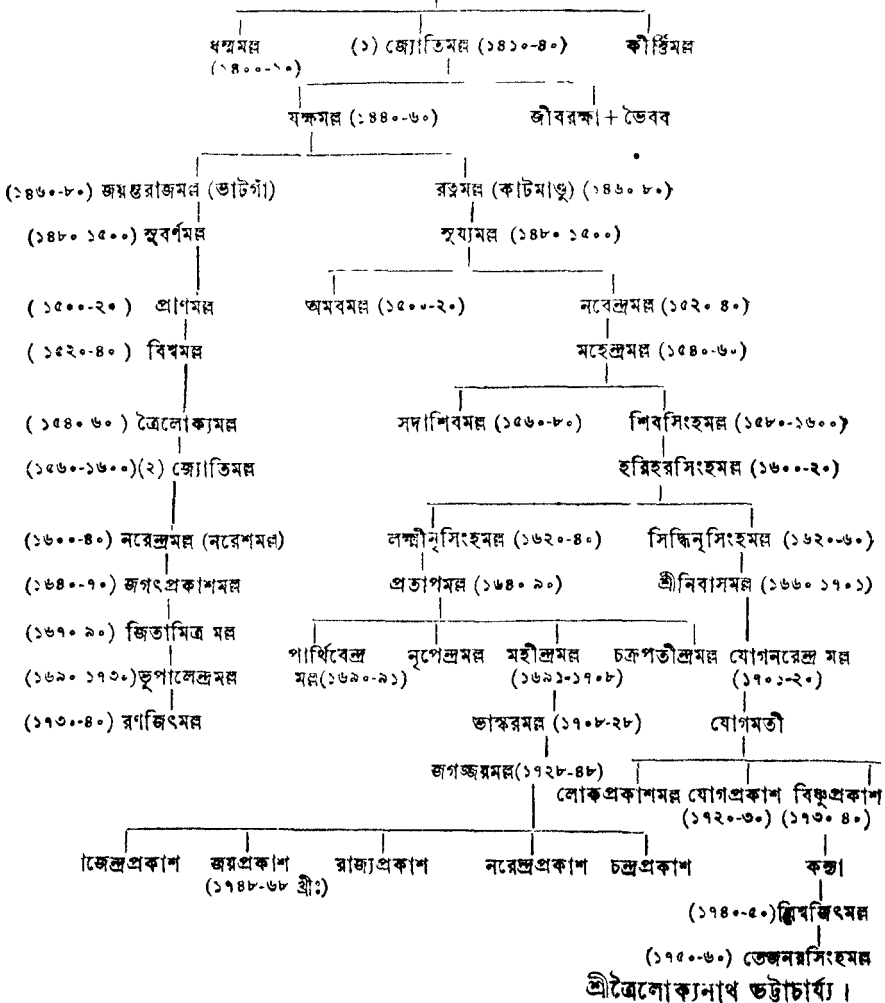 ধম্মমল্ল (১) জ্যোতিমল্ল (১৪১০-৪০) কীর্ত্তিমল্ল
(১৪০০-১০)
যক্ষমল্ল (১৪৪০-৬০) জীবরক্ষা + ভৈবব
(১৪৬০-৮০) জয়ন্তরাজমল্ল (ভাটগাঁ) রত্নমল্ল (কাটমাণ্ডু) (১৪৬০ ৮০)
(১৪৮০ ১৫০০) সুবর্ণমল্ল সূয্যমল্ল (১৪৮০ ১৫০০)
(১৫০০-২০) প্রাণমল্ল অমবমল্ল (১৫০০-২০) নবেন্দ্রমল্ল (১৫২০ ৪০)
(১৫২০-৪০) বিশ্বমল্ল মহেন্দ্রমল্ল (১৫৪০-৬০)
(১৫৪০ ৬০) ত্রৈলোক্যমল্ল সদাশিবমল্ল (১৫৬০-৮০) শিবসিংহমল্ল (১৫৮০-১৬০০)
(১৫৬০-১৬০০)(২) জ্যোতিমল্ল হরিহরসিংহমল্ল (১৬০০-২০)
(১৬০০-৪০) নরেন্দ্রমল্ল (নরেশমল্ল) লক্ষ্মীনৃসিংহমল্ল (১৬২০-৪০) সিদ্ধিনৃসিংহমল্ল (১৬২০-৬০)
(১৬৪০-৭০) জগৎপ্রকাশমল্ল প্রতাপমল্ল (১৬৪০ ৯০) শ্রীনিবাসমল্ল (১৬৬০ ১৭০১)
(১৬৭০ ৯০) জিতামিত্র মল্ল পার্থিবেন্দ্র নৃপেন্দ্রমল্ল মহীন্দ্রমল্ল চক্রপতীন্দ্রমল্ল যোগনরেন্দ্র মল্ল
(১৬৯০ ১৭৩০)ভূপালেন্দ্রমল্ল মল্ল(১৬৯০-৯১) (১৬৯১-১৭০৮) (১৭০১-২০)
(১৭৩০-৪০) রণজিৎমল্ল ভাস্করমল্ল (১৭০৮-২৮) যোগমতী
জগজ্জয়মল্ল(১৭২৮-৪৮)
লোকপ্রকাশমল্ল যোগপ্রকাশ বিষ্ণুপ্রকাশ
(১৭২০-৩০) (১৭৩০ ৪০)
াজেন্দ্রপ্রকাশ জয়প্রকাশ রাজ্যপ্রকাশ নরেন্দ্রপ্রকাশ চন্দ্রপ্রকাশ কন্তা
(১৭৪৮-৬৮ খ্রীঃ)
(১৭৪০-৫০)বিশ্বজিৎমল্ল
(১৭৫০-৬০) তেজনরসিংহমল্ল
শ্রীত্রৈলোক্যনাথ ভট্টাচার্য্য।